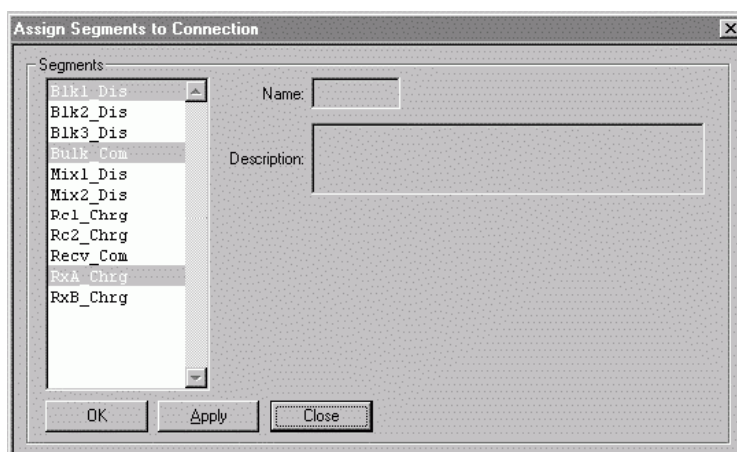 Assign Segments to Connection
Segments
Blk1_Dis
Blk2_Dis
Blk3_Dis
Bulk_Com
Mix1_Dis
Mix2_Dis
Rc1_Chrg
Rc2_Chrg
Recv_Com
RxA_Chrg
RxB_Chrg
Name:
Description:
OK
Apply
Close